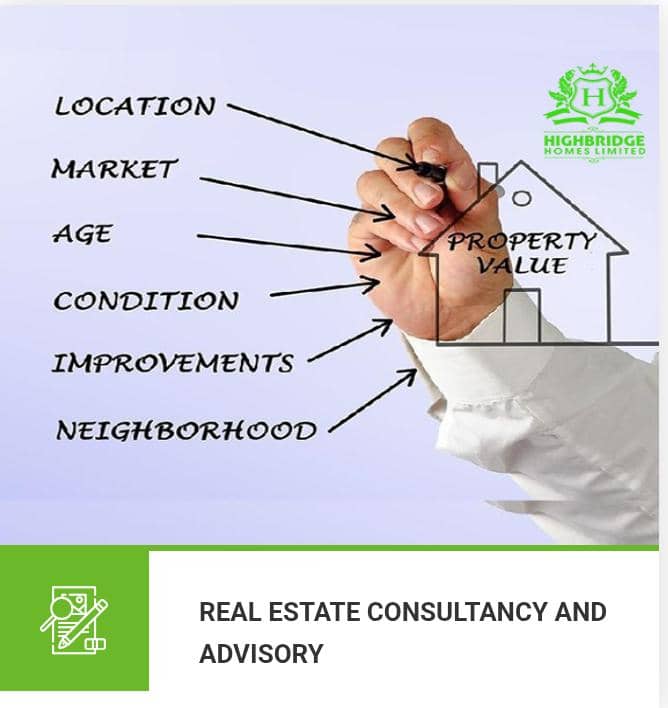 LOCATION
MARKET
AGE
CONDITION
IMPROVEMENTS
NEIGHBORHOOD
H
HIGHBRIDGE
HOMES LIMITED
PROPERTY
VALUE
REAL ESTATE CONSULTANCY AND
ADVISORY